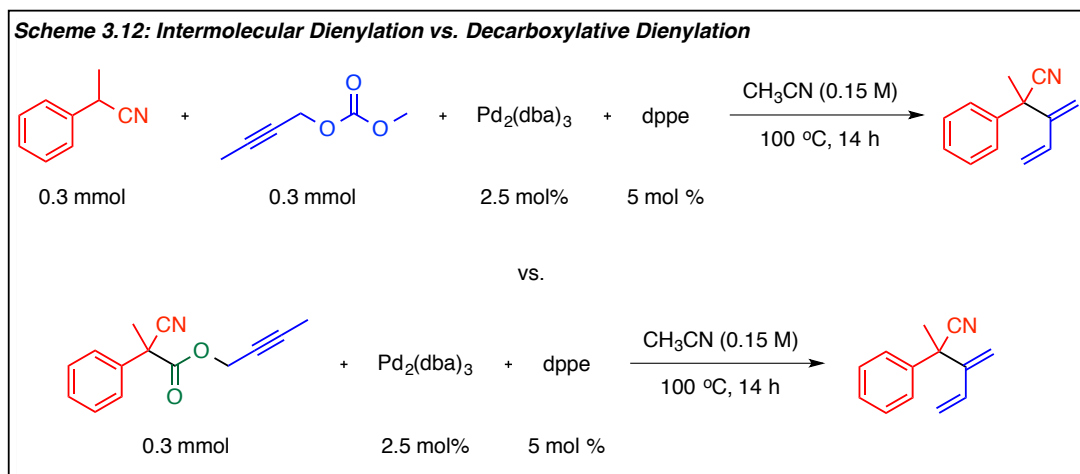 Scheme 3.12: Intermolecular Dienylation vs. Decarboxylative Dienylation
CN + O O O + Pd2(dba)3 + dppe CH3CN (0.15 M) CN
100 ºC, 14 h
0.3 mmol 0.3 mmol 2.5 mol% 5 mol %
vs.
CN O O + Pd2(dba)3 + dppe CH3CN (0.15 M) CN
100 ºC, 14 h
0.3 mmol 2.5 mol% 5 mol %